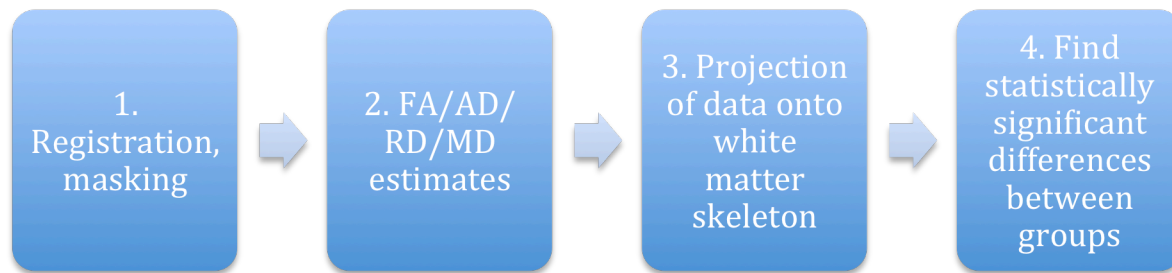 1.
Registration,
masking
2. FA/AD/
RD/MD
estimates
3. Projection
of data onto
white
matter
skeleton
4. Find
statistically
significant
differences
between
groups